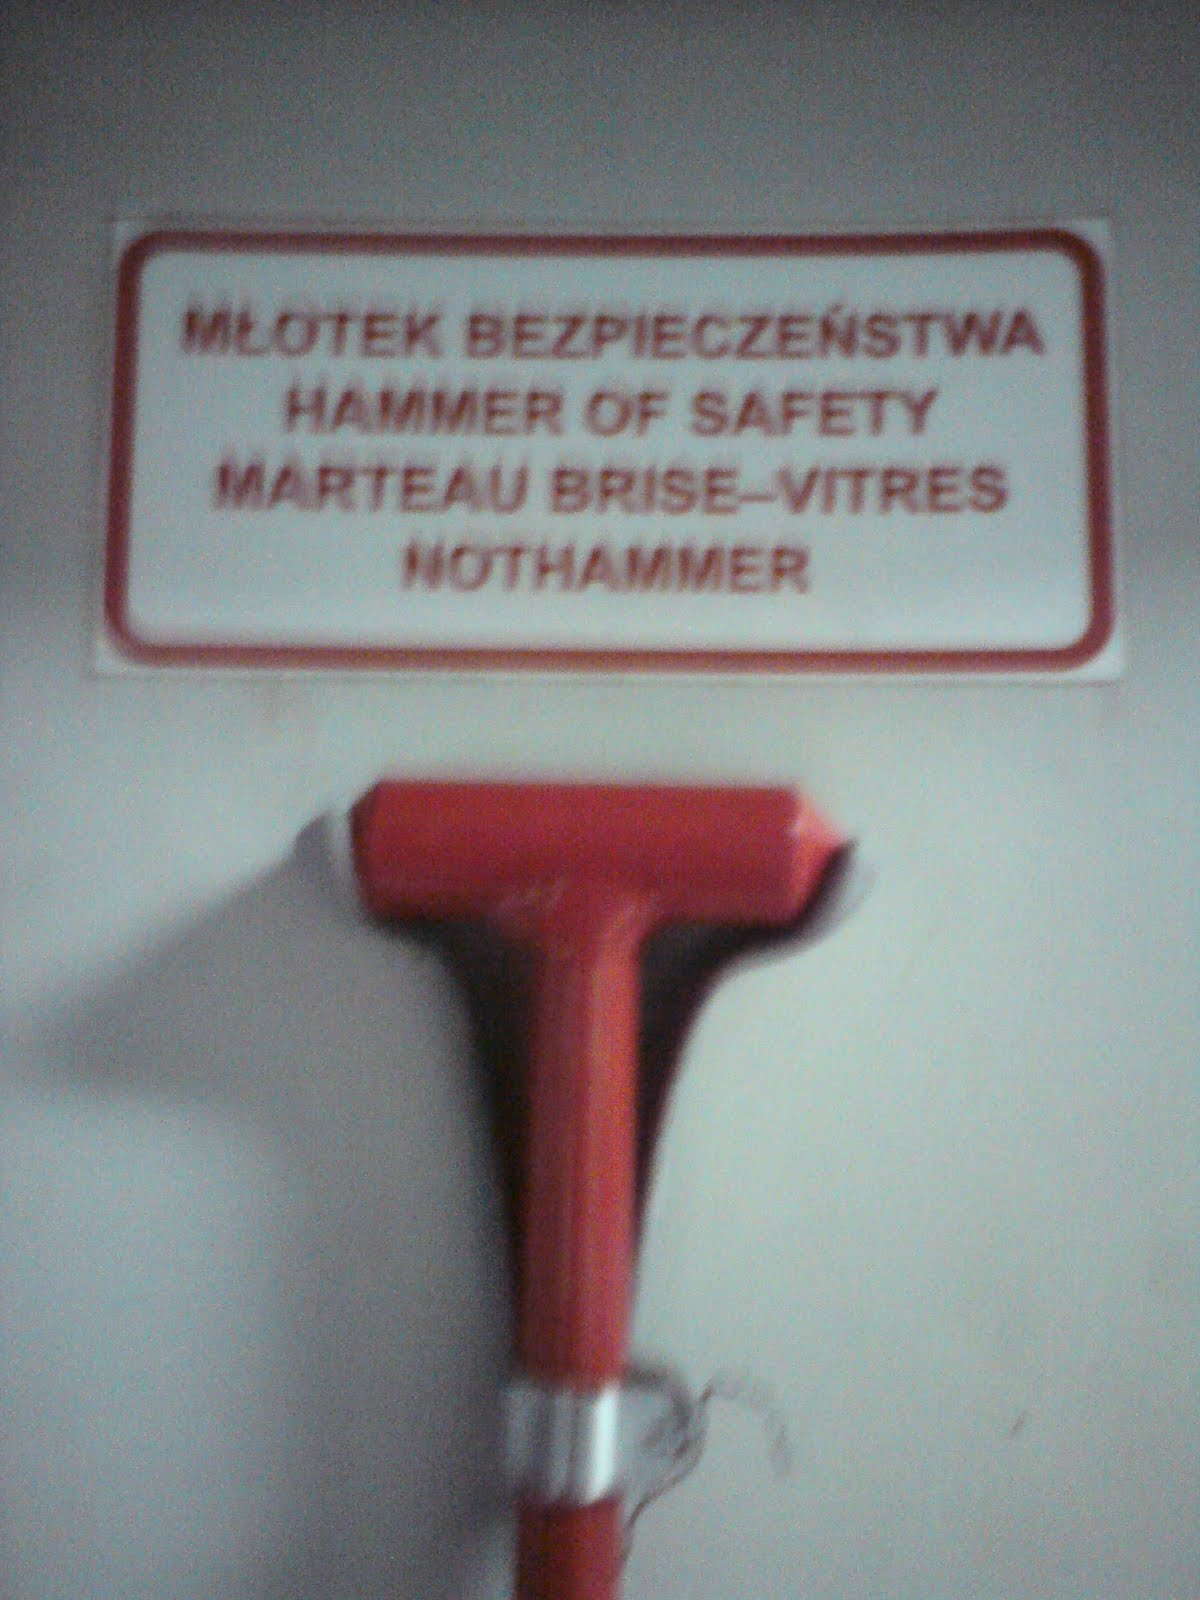 MŁOTEK BEZPIECZEŃSTWA
HAMMER OF SAFETY
MARTEAU BRISE–VITRES
NOTHAMMER